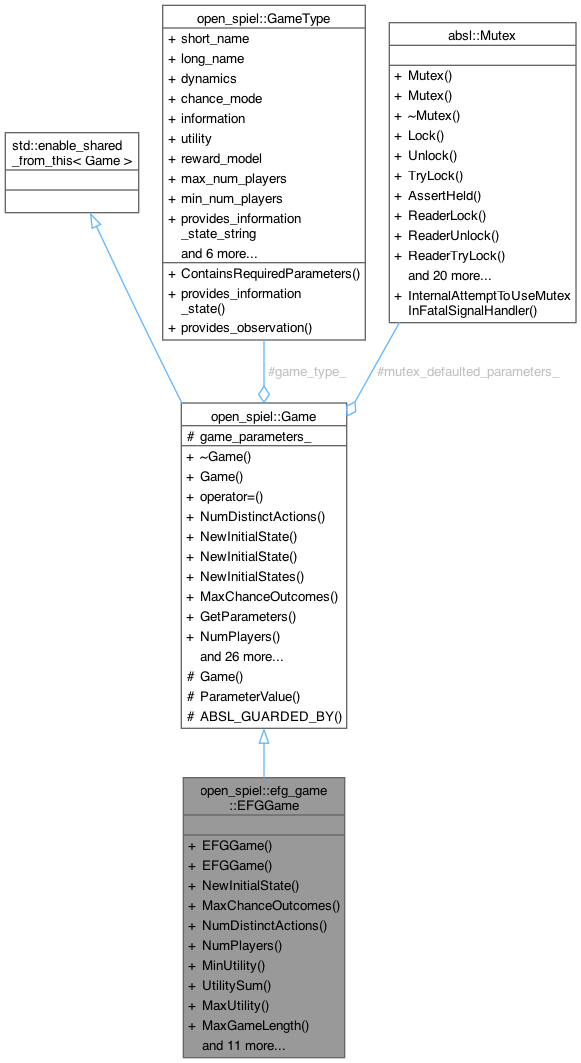 open_spiel::GameType
+ short_name
+ long_name
+ dynamics
+ chance_mode
+ information
+ utility
+ reward_model
+ max_num_players
+ min_num_players
+ provides_information
_state_string
and 6 more...
+ ContainsRequiredParameters()
+ provides_information
_state()
+ provides_observation()
absl::Mutex
+ Mutex()
+ Mutex()
+ ~Mutex()
+ Lock()
+ Unlock()
+ TryLock()
+ AssertHeld()
+ ReaderLock()
+ ReaderUnlock()
+ ReaderTryLock()
and 20 more...
+ InternalAttemptToUseMutex
InFatalSignalHandler()
std::enable_shared
_from_this< Game >
#game_type_
#mutex_defaulted_parameters_
open_spiel::Game
# game_parameters_
+ ~Game()
+ Game()
+ operator=()
+ NumDistinctActions()
+ NewInitialState()
+ NewInitialState()
+ NewInitialStates()
+ MaxChanceOutcomes()
+ GetParameters()
+ NumPlayers()
and 26 more...
# Game()
# ParameterValue()
# ABSL_GUARDED_BY()
open_spiel::efg_game
::EFGGame
+ EFGGame()
+ EFGGame()
+ NewInitialState()
+ MaxChanceOutcomes()
+ NumDistinctActions()
+ NumPlayers()
+ MinUtility()
+ UtilitySum()
+ MaxUtility()
+ MaxGameLength()
and 11 more...